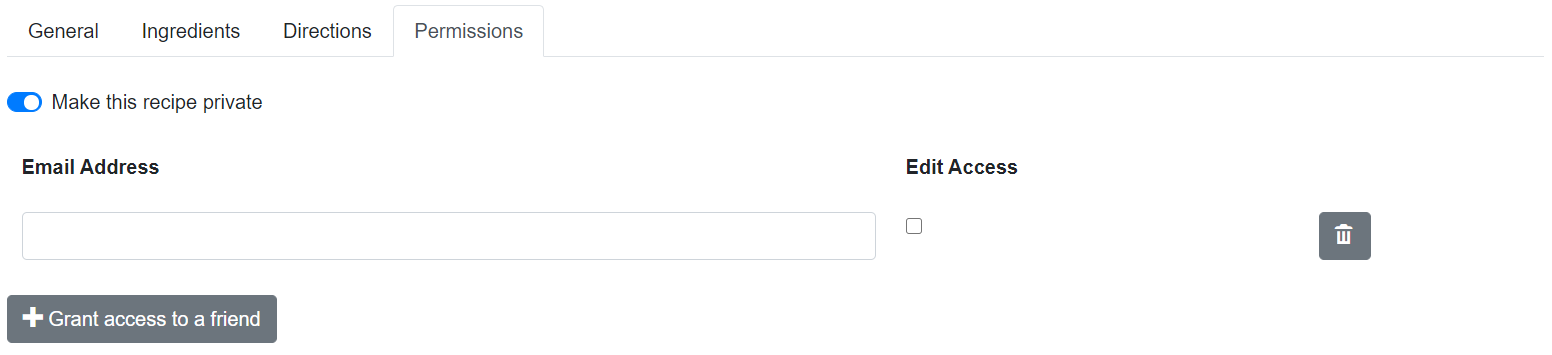 General Ingredients Directions Permissions
Make this recipe private
Email Address Edit Access
Grant access to a friend